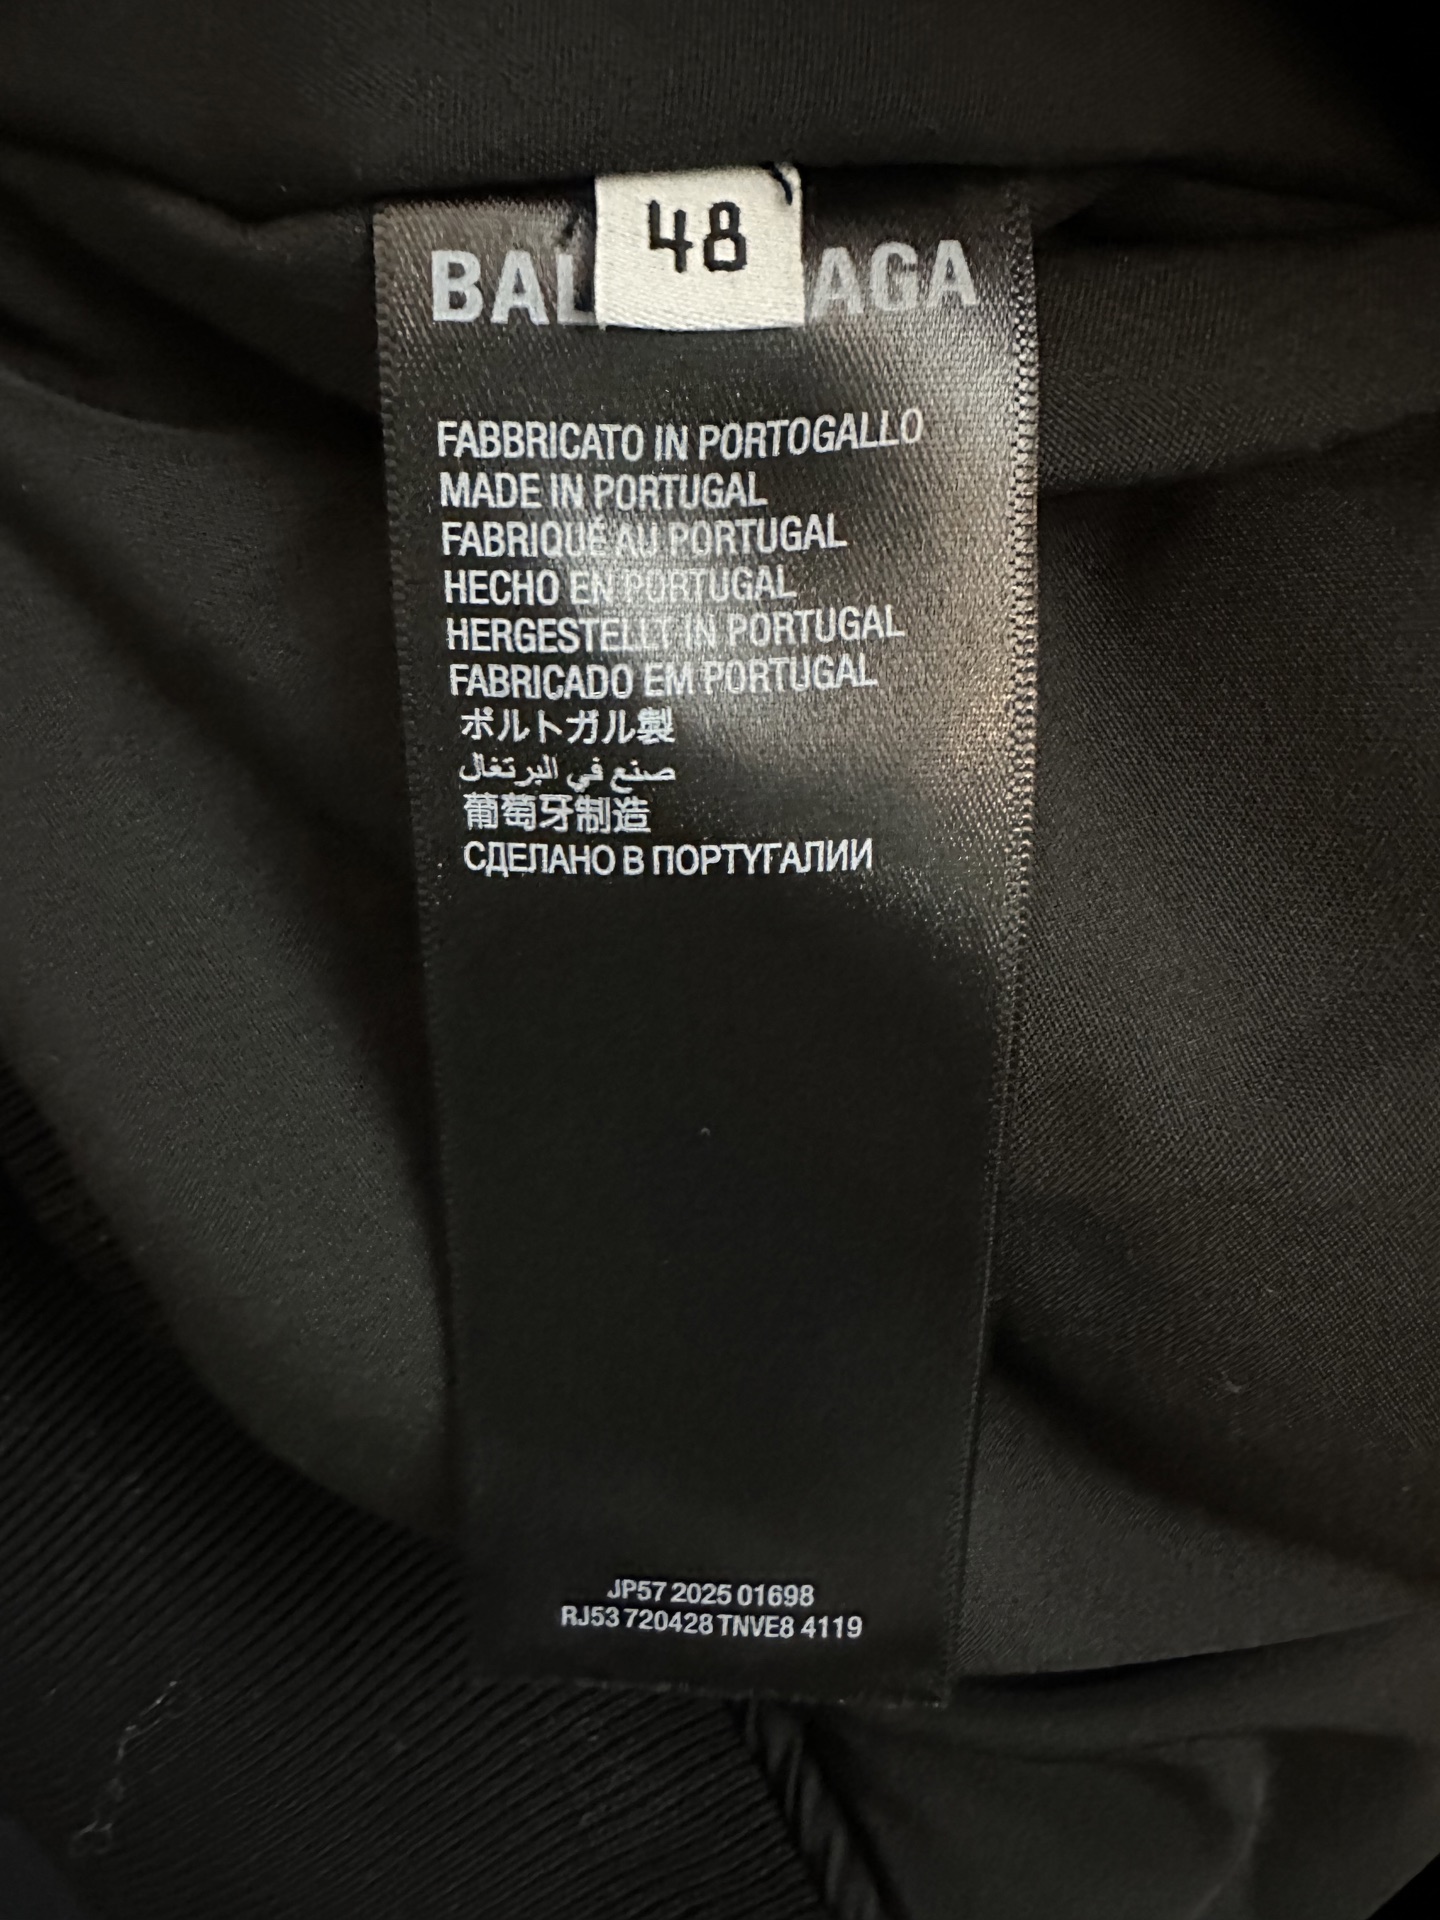 48
BAL AGA
FABBRICATO IN PORTOGALLO
MADE IN PORTUGAL
FABRIQUÉ AU PORTUGAL
HECHO EN PORTUGAL
HERGESTELLT IN PORTUGAL
FABRICADO EM PORTUGAL
ポルトガル製
صنع في البرتغال
葡萄牙制造
СДЕЛАНО В ПОРТУГАЛИИ
JP57 2025 01698
RJ53 720428 TNVE8 4119